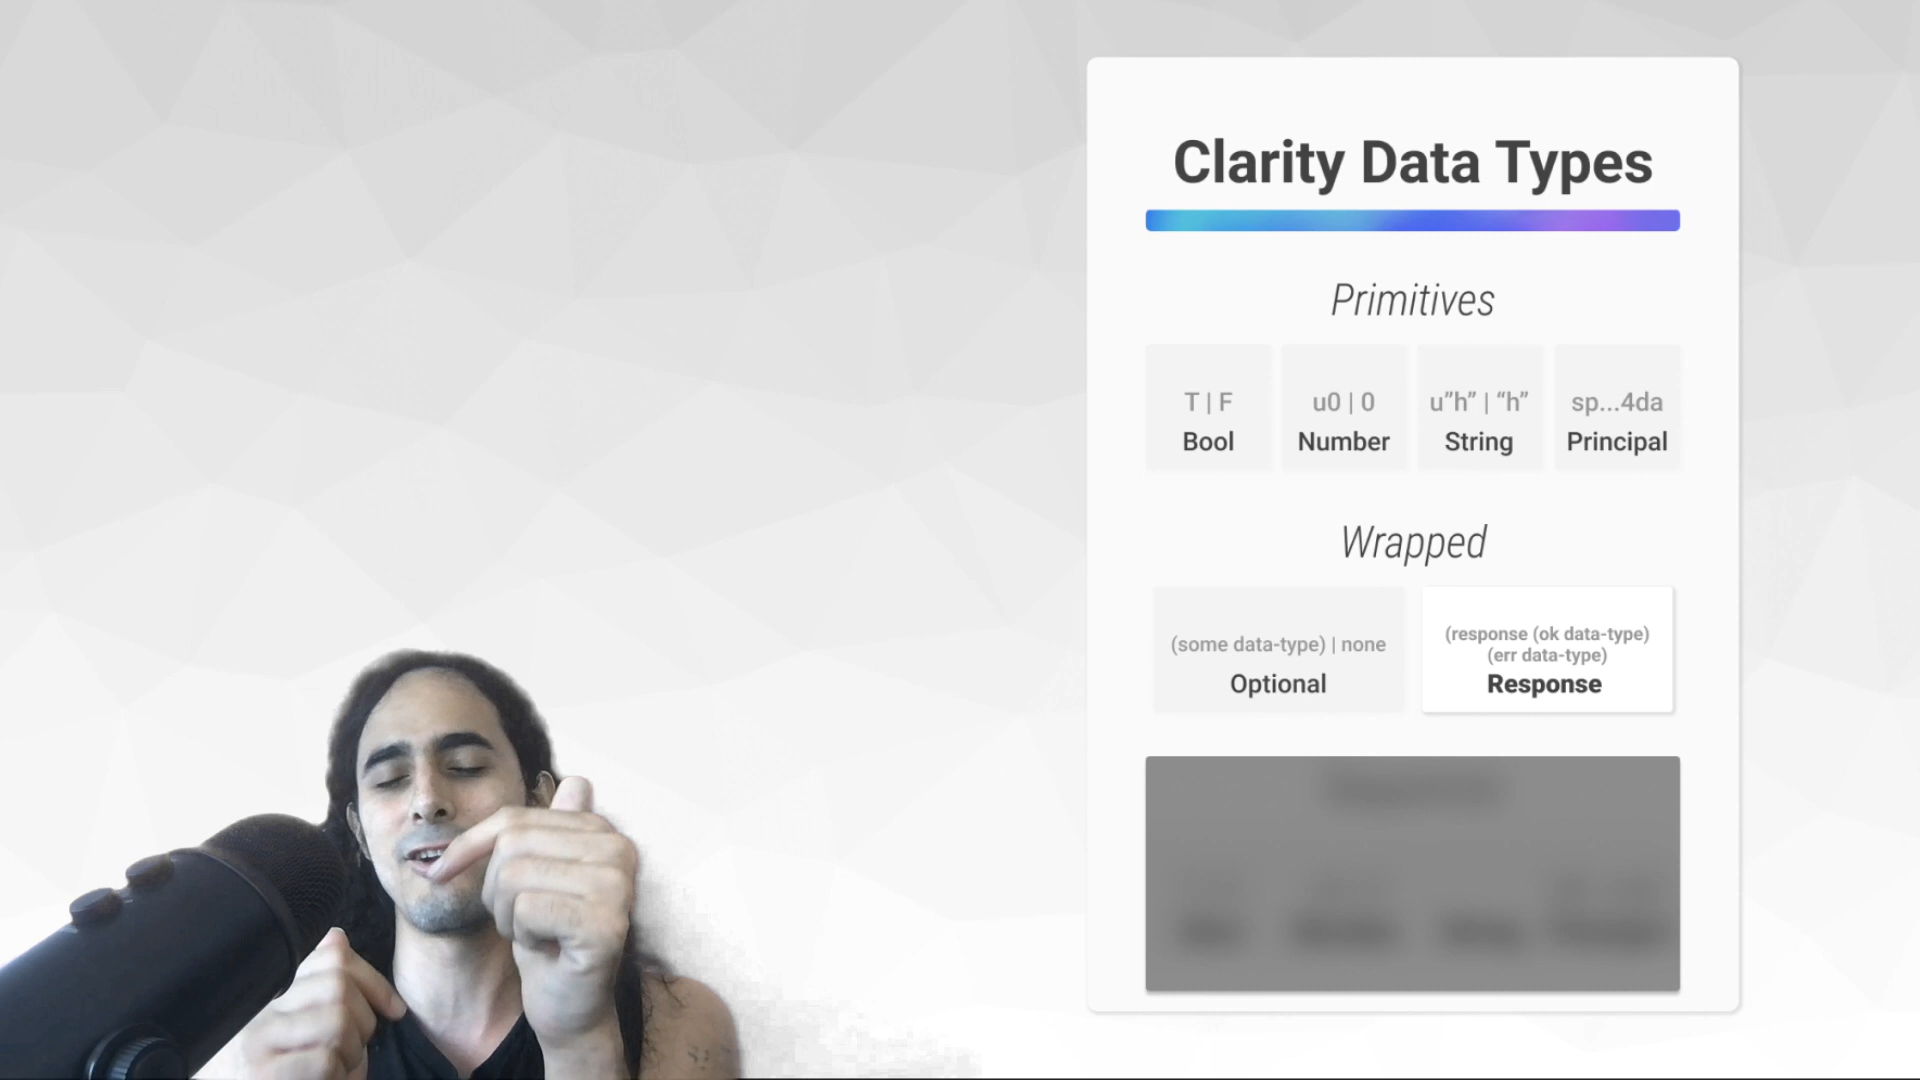 Clarity Data Types
Primitives
T | F
Bool
u0 | 0
Number
u”h” | “h”
String
sp...4da
Principal
Wrapped
(some data-type) | none
Optional
(response (ok data-type)
(err data-type)
Response